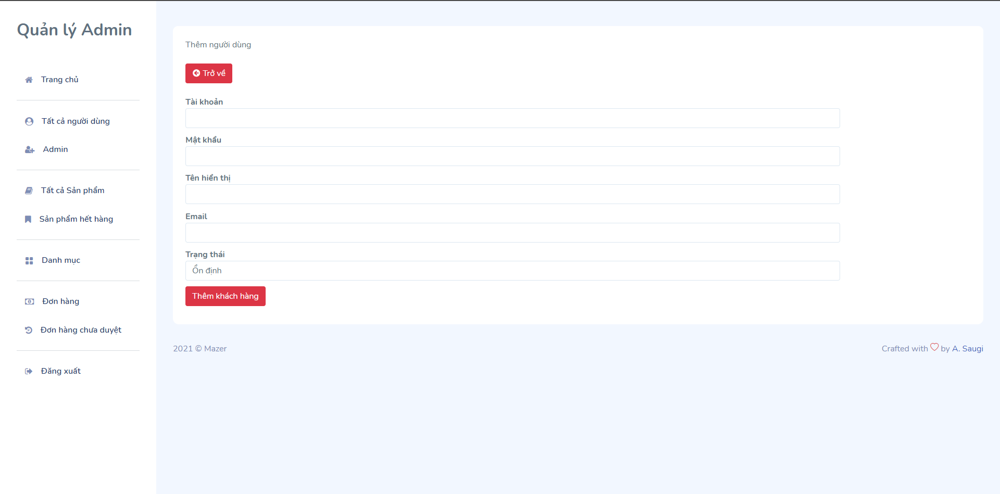 Quản lý Admin
Trang chủ
Tất cả người dùng
Admin
Tất cả Sản phẩm
Sản phẩm hết hàng
Danh mục
Đơn hàng
Đơn hàng chưa duyệt
Đăng xuất
Thêm người dùng
Trở về
Tài khoản
Mật khẩu
Tên hiển thị
Email
Trạng thái
Ổn định
Thêm khách hàng
2021 © Mazer
Crafted with by A. Saugi